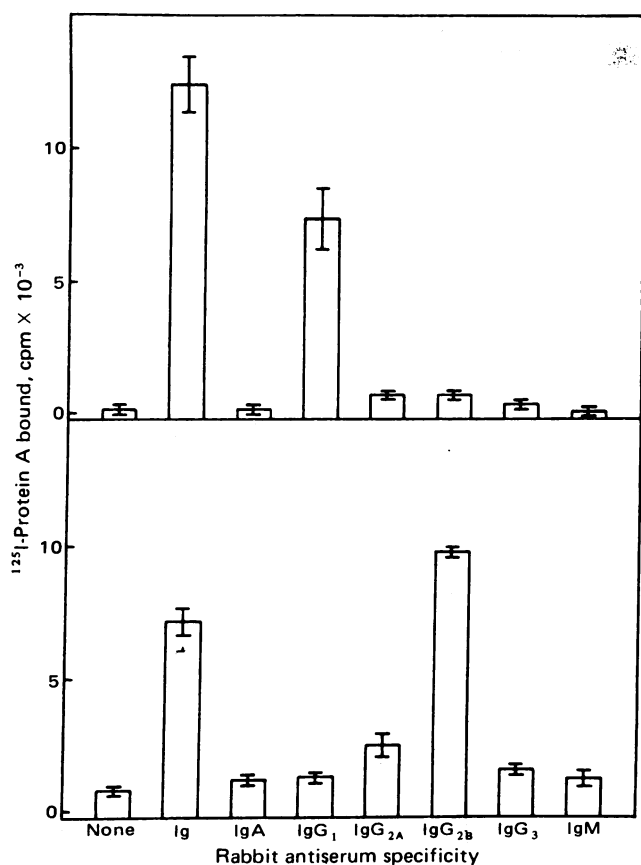 10
5
0
10
5
0
¹²⁵I-Protein A bound, cpm X 10⁻³
None Ig IgA IgG₁ IgG₂ₐ IgG₂B IgG₃ IgM
Rabbit antiserum specificity